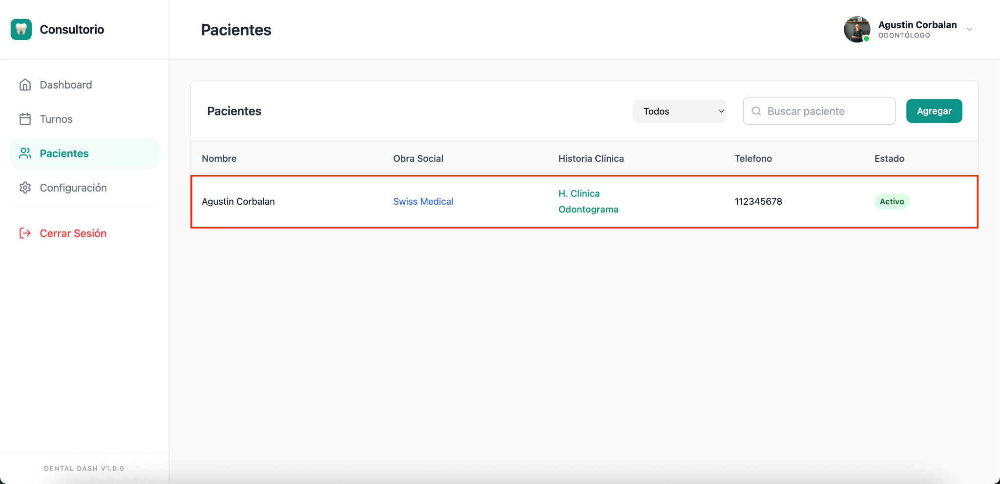 Consultorio
Pacientes
Agustin Corbalan
ODONTÓLOGO
Dashboard
Turnos
Pacientes
Configuración
Cerrar Sesión
Pacientes
Todos
Buscar paciente
Agregar
Nombre Obra Social Historia Clínica Telefono Estado
Agustin Corbalan Swiss Medical H. Clínica 112345678 Activo
Odontograma
DENTAL DASH V1.0.0